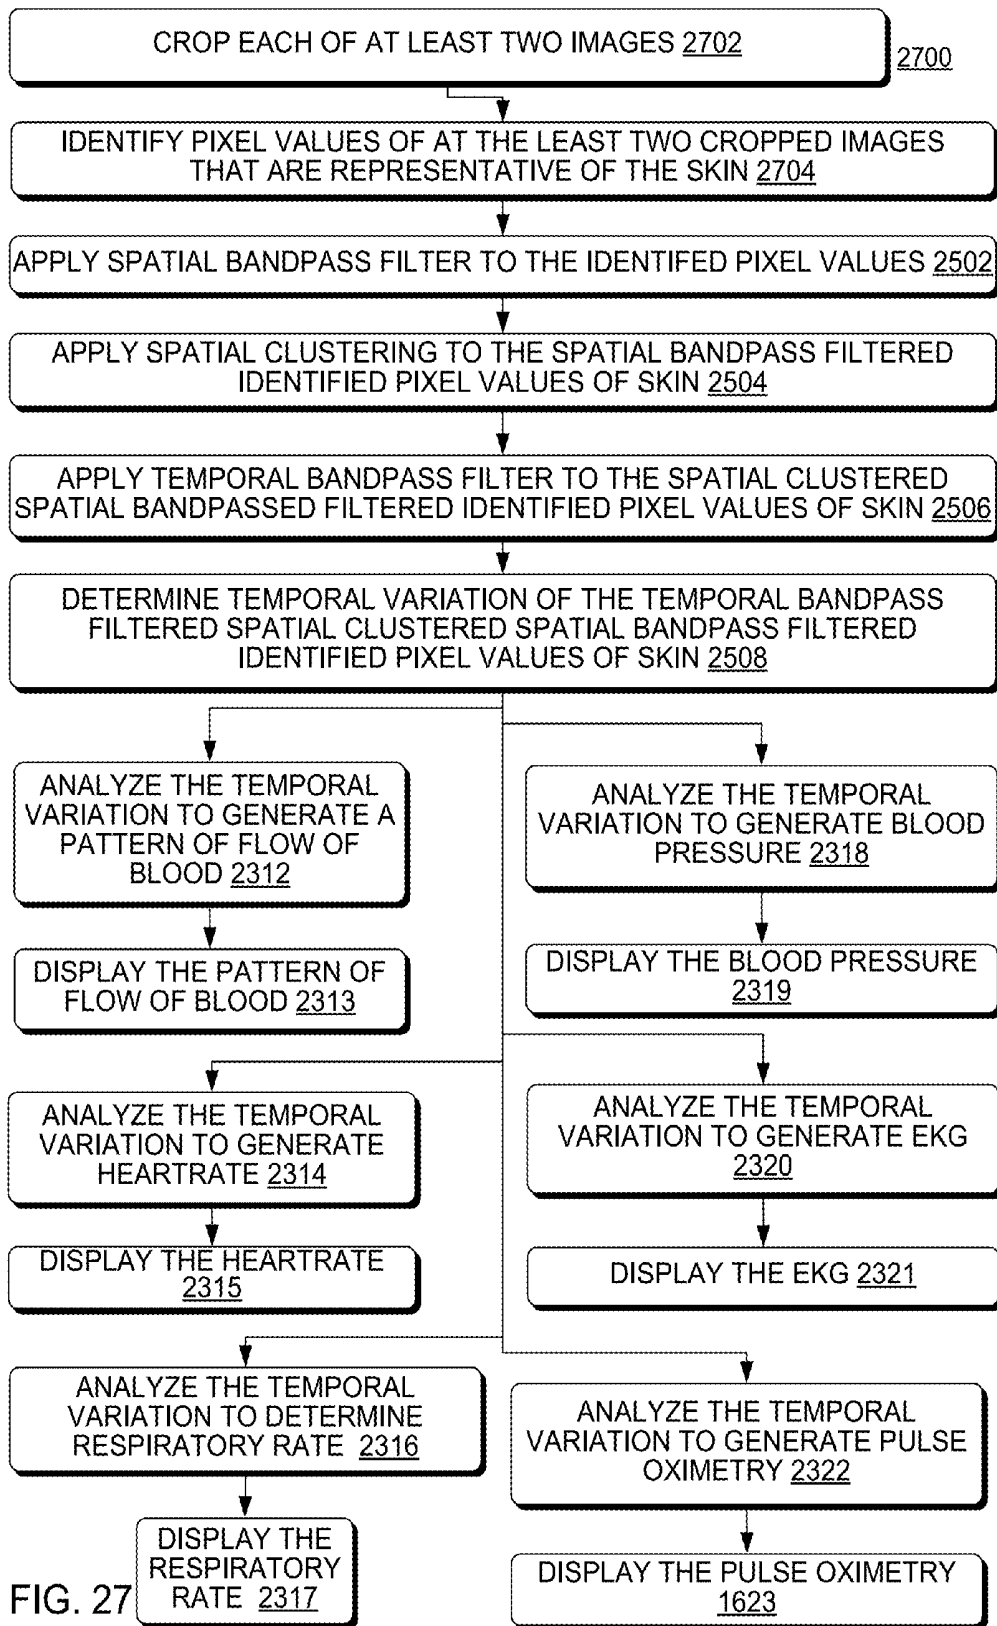 CROP EACH OF AT LEAST TWO IMAGES 2702
2700
IDENTIFY PIXEL VALUES OF AT THE LEAST TWO CROPPED IMAGES
THAT ARE REPRESENTATIVE OF THE SKIN 2704
APPLY SPATIAL BANDPASS FILTER TO THE IDENTIFED PIXEL VALUES 2502
APPLY SPATIAL CLUSTERING TO THE SPATIAL BANDPASS FILTERED
IDENTIFIED PIXEL VALUES OF SKIN 2504
APPLY TEMPORAL BANDPASS FILTER TO THE SPATIAL CLUSTERED
SPATIAL BANDPASSED FILTERED IDENTIFIED PIXEL VALUES OF SKIN 2506
DETERMINE TEMPORAL VARIATION OF THE TEMPORAL BANDPASS
FILTERED SPATIAL CLUSTERED SPATIAL BANDPASS FILTERED
IDENTIFIED PIXEL VALUES OF SKIN 2508
ANALYZE THE TEMPORAL
VARIATION TO GENERATE A
PATTERN OF FLOW OF
BLOOD 2312
ANALYZE THE TEMPORAL
VARIATION TO GENERATE BLOOD
PRESSURE 2318
DISPLAY THE PATTERN OF
FLOW OF BLOOD 2313
DISPLAY THE BLOOD PRESSURE
2319
ANALYZE THE TEMPORAL
VARIATION TO GENERATE
HEARTRATE 2314
ANALYZE THE TEMPORAL
VARIATION TO GENERATE EKG
2320
DISPLAY THE HEARTRATE
2315
DISPLAY THE EKG 2321
ANALYZE THE TEMPORAL
VARIATION TO DETERMINE
RESPIRATORY RATE 2316
ANALYZE THE TEMPORAL
VARIATION TO GENERATE PULSE
OXIMETRY 2322
DISPLAY THE
RESPIRATORY
RATE 2317
DISPLAY THE PULSE OXIMETRY
1623
FIG. 27